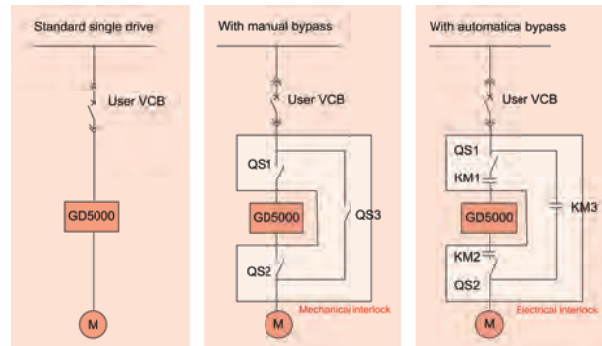 Standard single drive
User VCB
GD5000
M
With manual bypass
User VCB
QS1
GD5000
QS3
QS2
Mechanical interlock
M
With automatica bypass
User VCB
QS1
KM1
GD5000
KM3
KM2
QS2
Electrical interlock
M